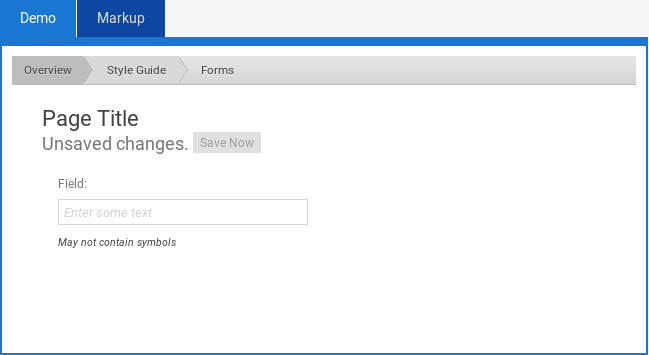 Demo Markup
Overview Style Guide Forms
Page Title
Unsaved changes. Save Now
Field:
Enter some text
May not contain symbols